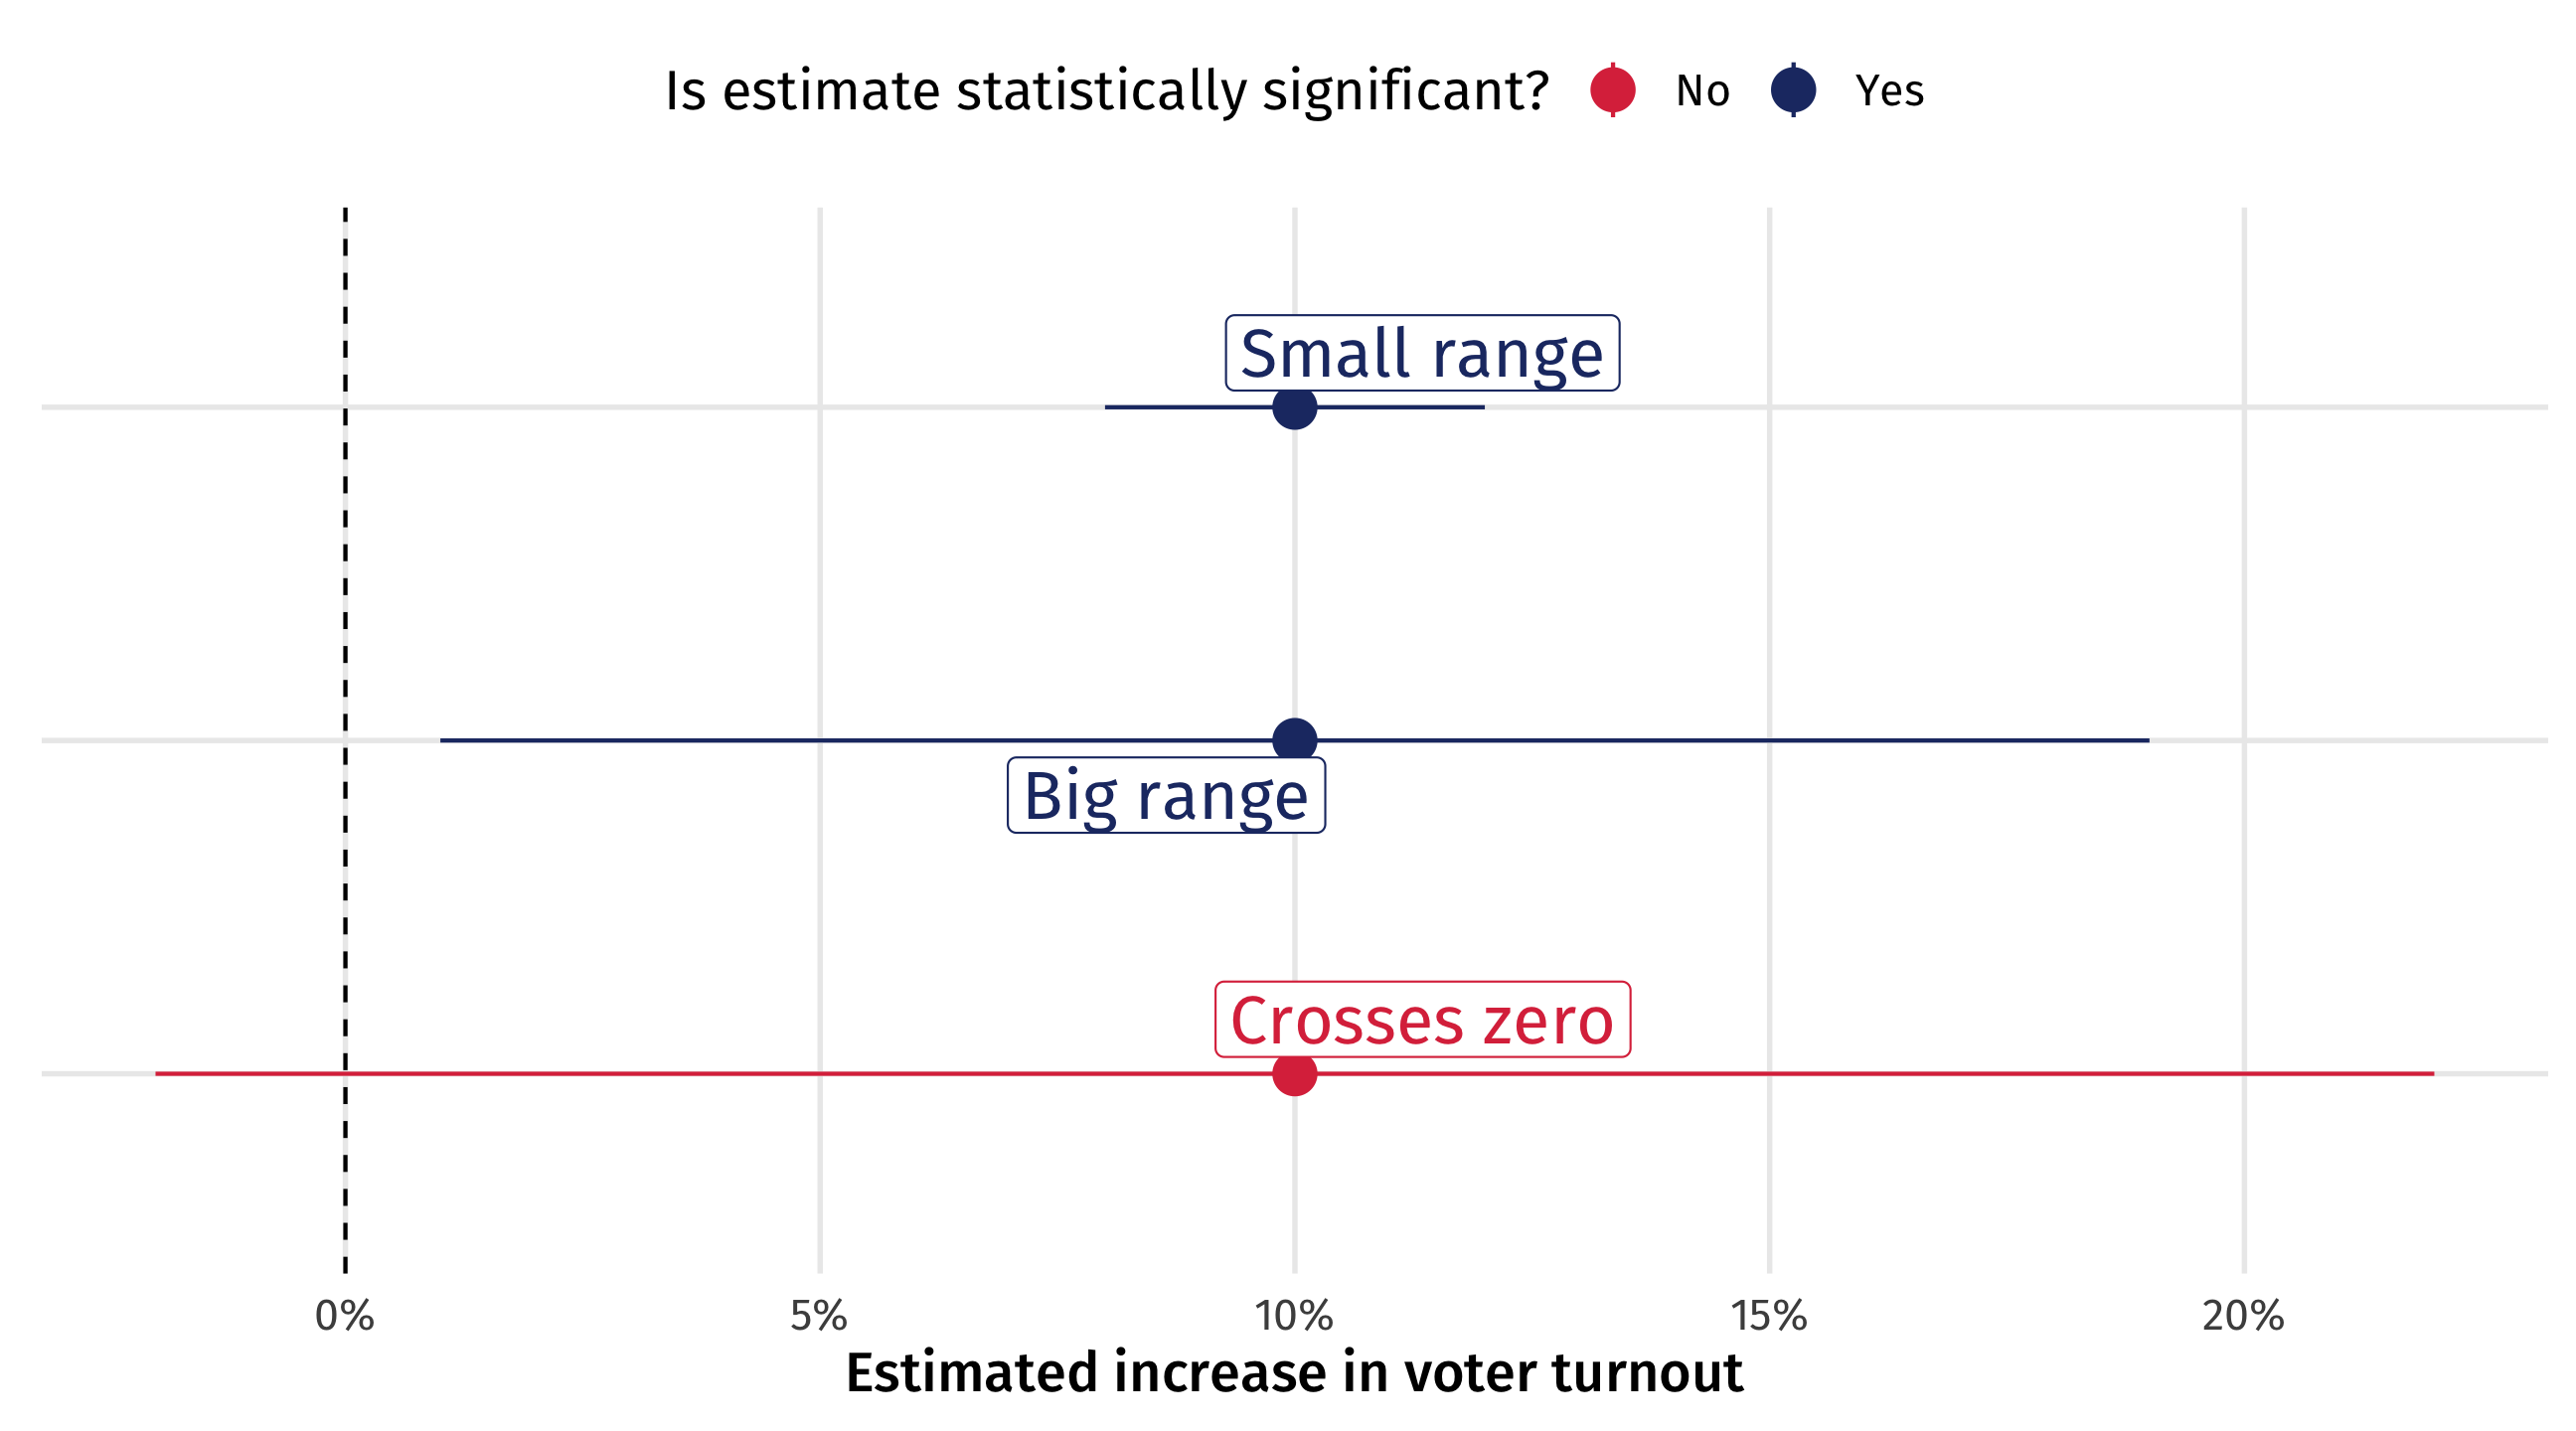 Is estimate statistically significant? No Yes
Small range
Big range
Crosses zero
0% 5% 10% 15% 20%
Estimated increase in voter turnout